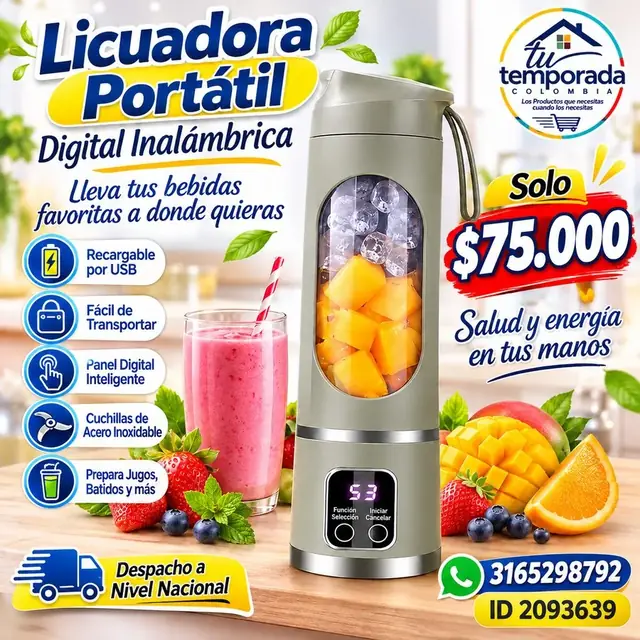 Licuadora
Portátil
Digital Inalámbrica
Lleva tus bebidas
favoritas a donde quieras
Recargable
por USB
Fácil de
Transportar
Panel Digital
Inteligente
Cuchillas de
Acero Inoxidable
Prepara Jugos,
Batidos y más
Despacho a
Nivel Nacional
tu
temporada
COLOMBIA
Los Productos que necesitas
cuando los necesitas
Solo
$75.000
Salud y energía
en tus manos
53
Función Iniciar
Selección Cancelar
3165298792
ID 2093639